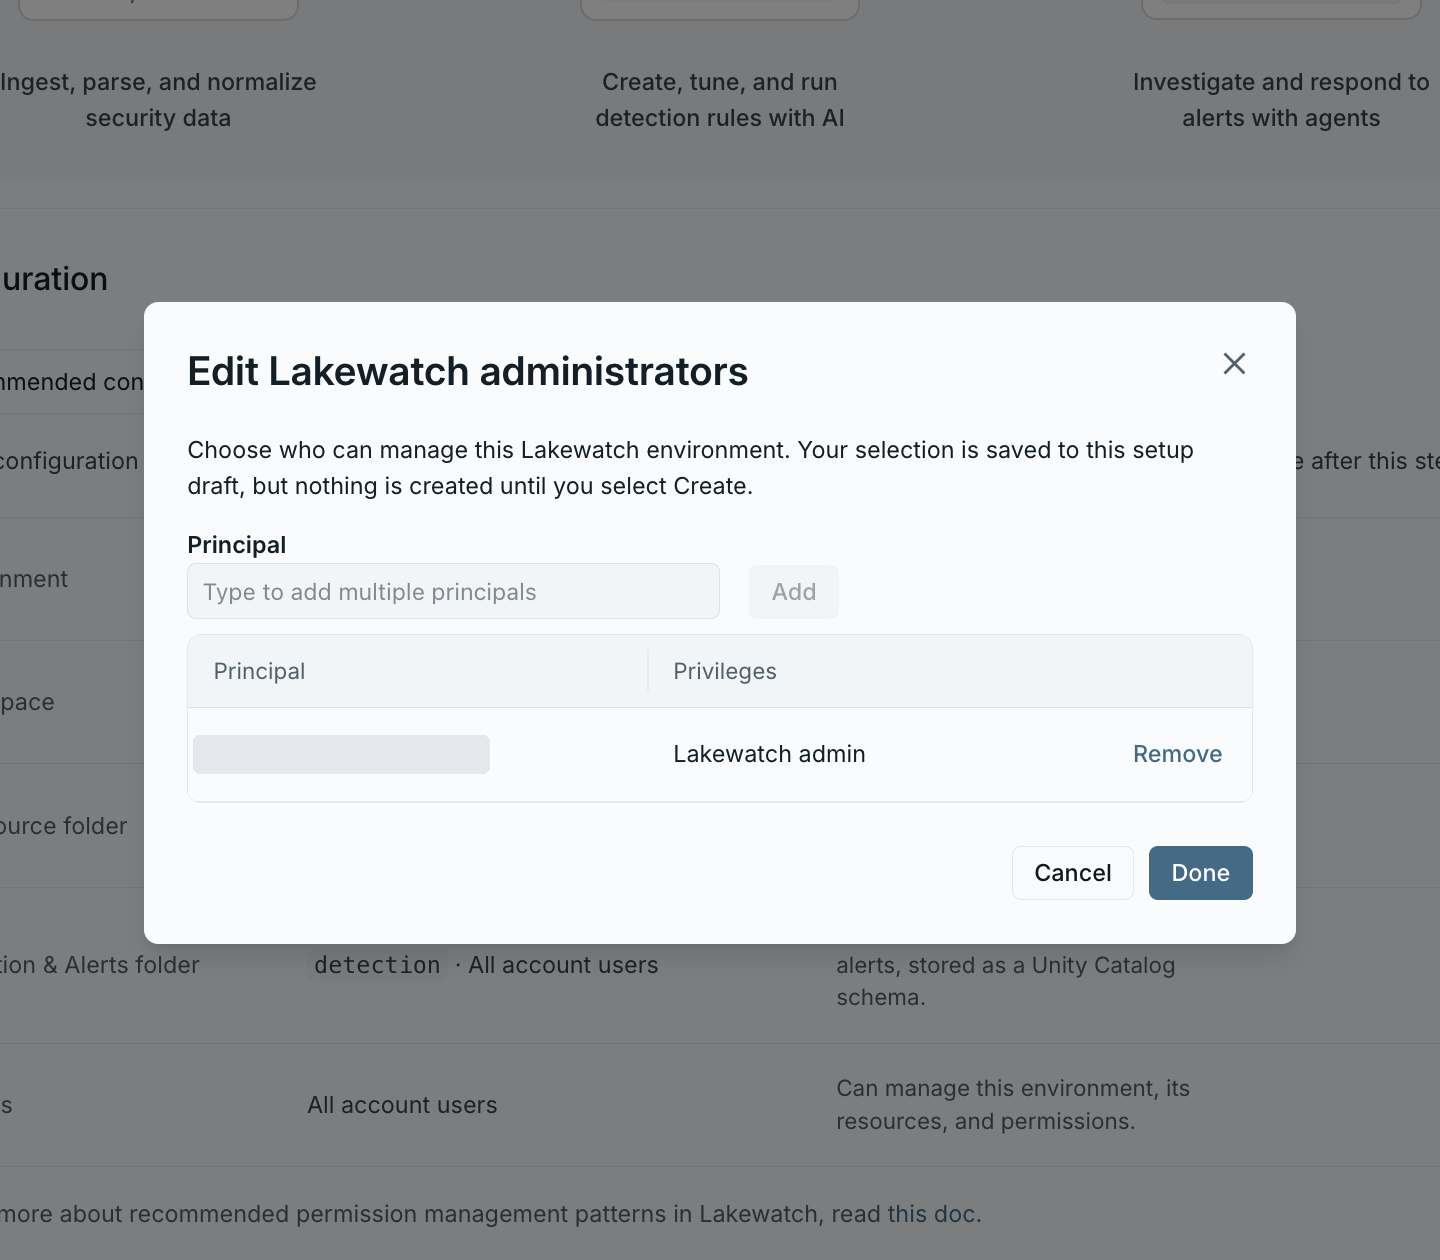 Ingest, parse, and normalize
security data
Create, tune, and run
detection rules with AI
Investigate and respond to
alerts with agents
uration
mended con
configuration
e after this ste
Edit Lakewatch administrators
Choose who can manage this Lakewatch environment. Your selection is saved to this setup
draft, but nothing is created until you select Create.
Principal
Type to add multiple principals
Add
Principal
Privileges
Lakewatch admin
Remove
Cancel
Done
nment
pace
ource folder
tion & Alerts folder
detection · All account users
alerts, stored as a Unity Catalog
schema.
s
All account users
Can manage this environment, its
resources, and permissions.
more about recommended permission management patterns in Lakewatch, read this doc.